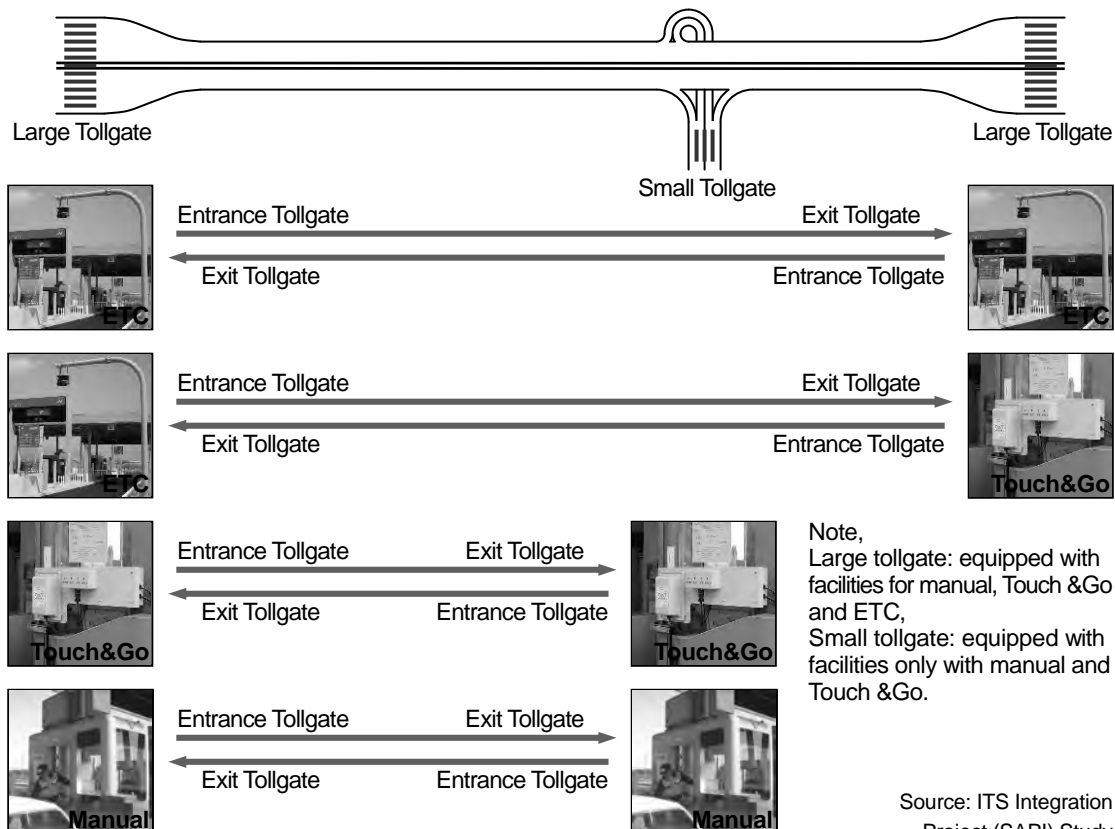 Large Tollgate
Large Tollgate
Small Tollgate
Entrance Tollgate
Exit Tollgate
Exit Tollgate
Entrance Tollgate
ETC
ETC
Entrance Tollgate
Exit Tollgate
Exit Tollgate
Entrance Tollgate
ETC
Touch&Go
Entrance Tollgate
Exit Tollgate
Exit Tollgate
Entrance Tollgate
Touch&Go
Touch&Go
Note,
Large tollgate: equipped with
facilities for manual, Touch &Go
and ETC,
Small tollgate: equipped with
facilities only with manual and
Touch &Go.
Entrance Tollgate
Exit Tollgate
Exit Tollgate
Entrance Tollgate
Manual
Manual
Source: ITS Integration
Project (SAPI) Study